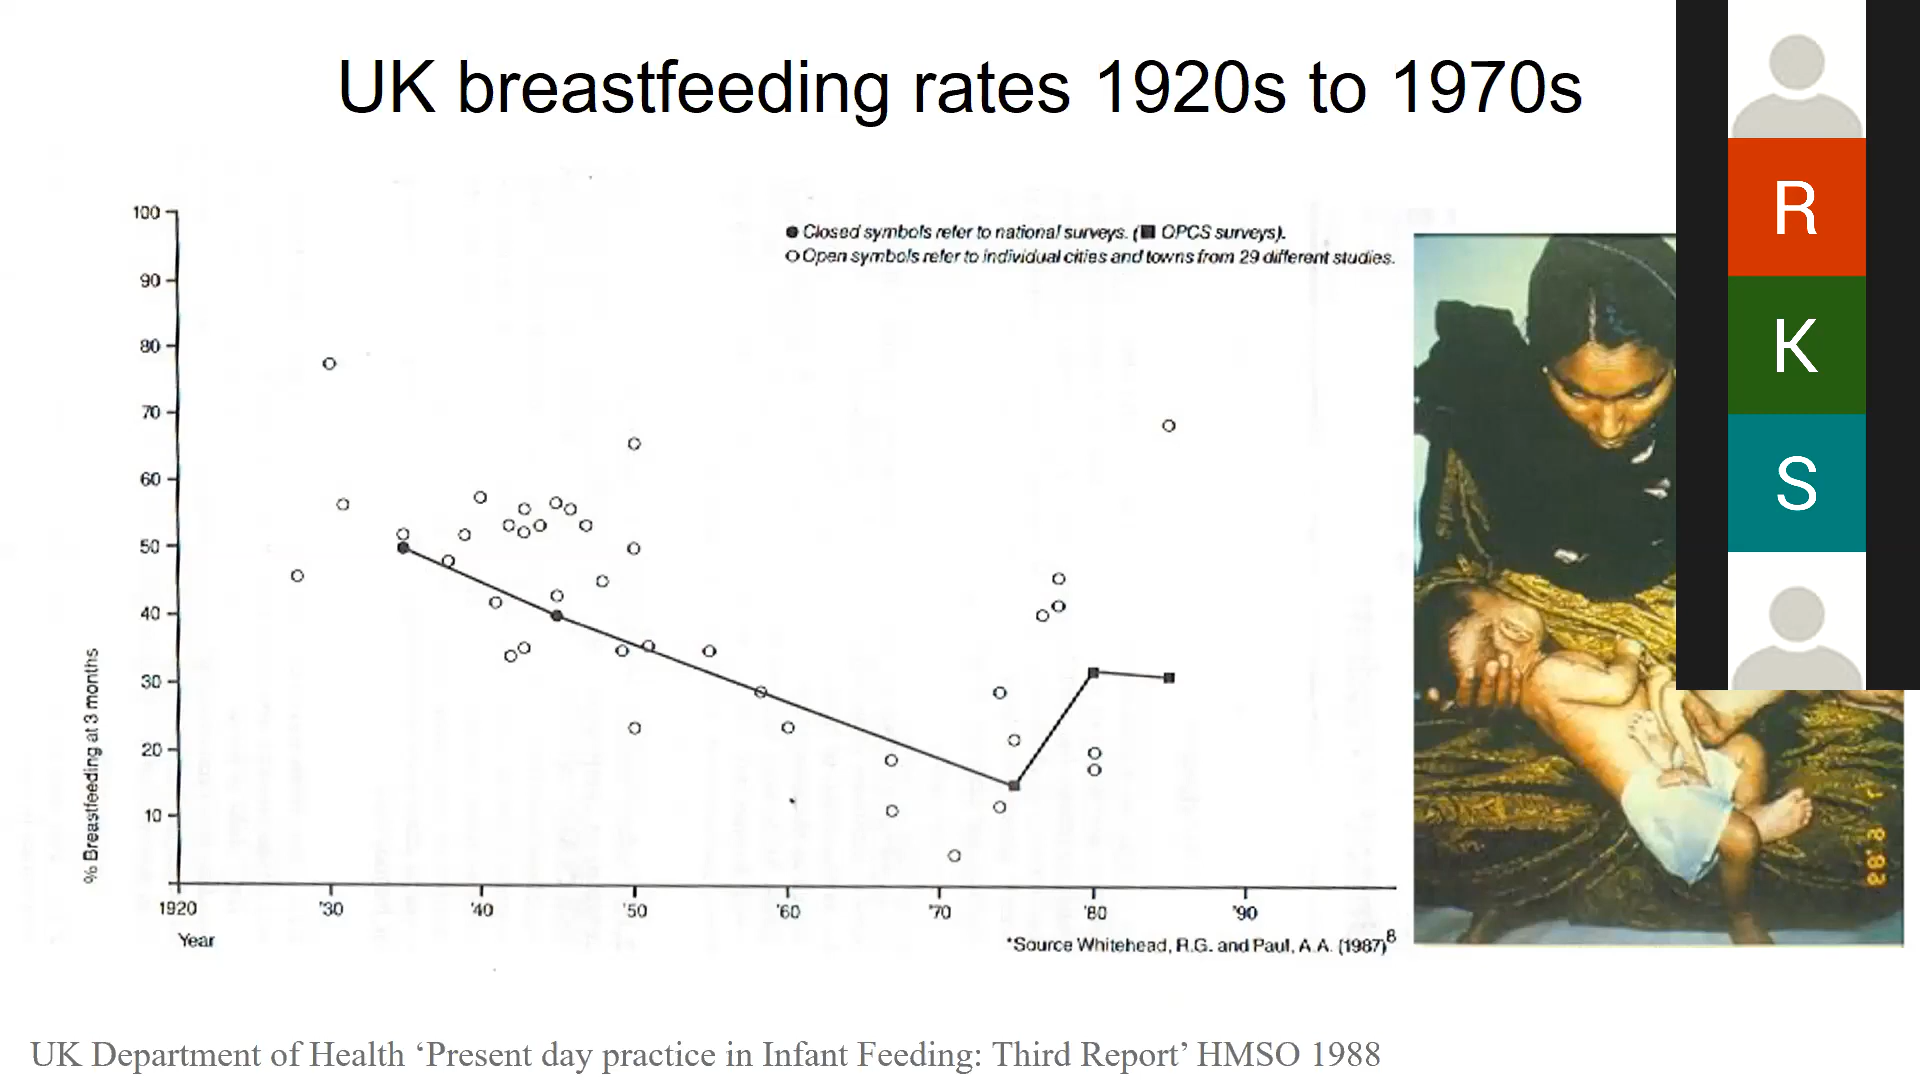 UK breastfeeding rates 1920s to 1970s
R
K
S
● Closed symbols refer to national surveys. (■ OPCS surveys).
○ Open symbols refer to individual cities and towns from 29 different studies.
100
90
80
70
60
50
40
30
20
10
% Breastfeeding at 3 months
1920 '30 '40 '50 '60 '70 '80 '90
Year
*Source Whitehead, R.G. and Paul, A.A. (1987)8
UK Department of Health ‘Present day practice in Infant Feeding: Third Report’ HMSO 1988